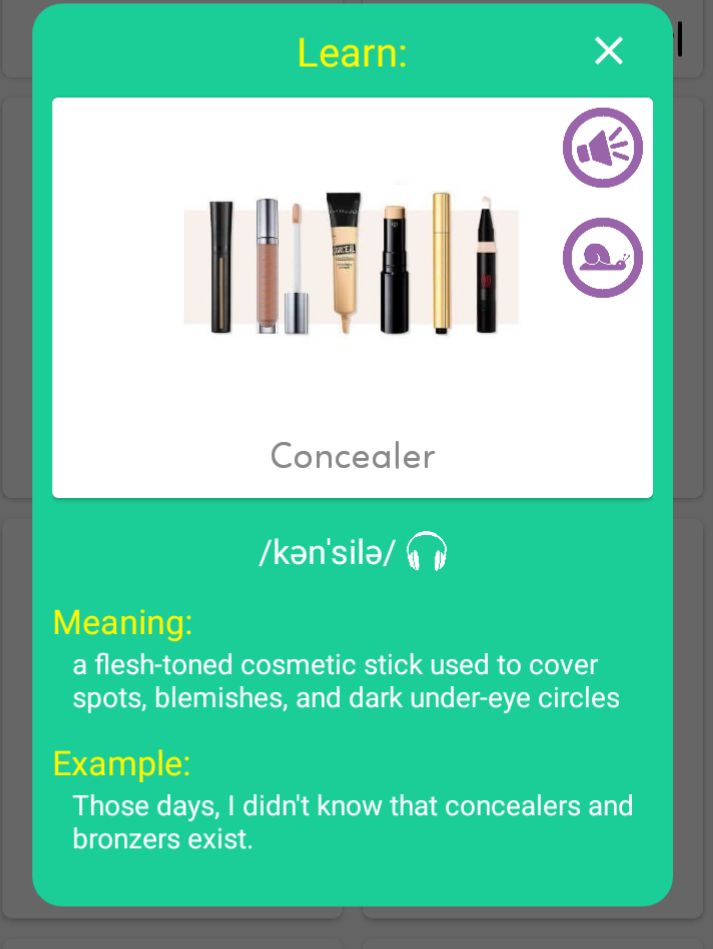 Learn:
CONCEAL
Concealer
/kən'silə/
Meaning:
a flesh-toned cosmetic stick used to cover
spots, blemishes, and dark under-eye circles
Example:
Those days, I didn't know that concealers and
bronzers exist.